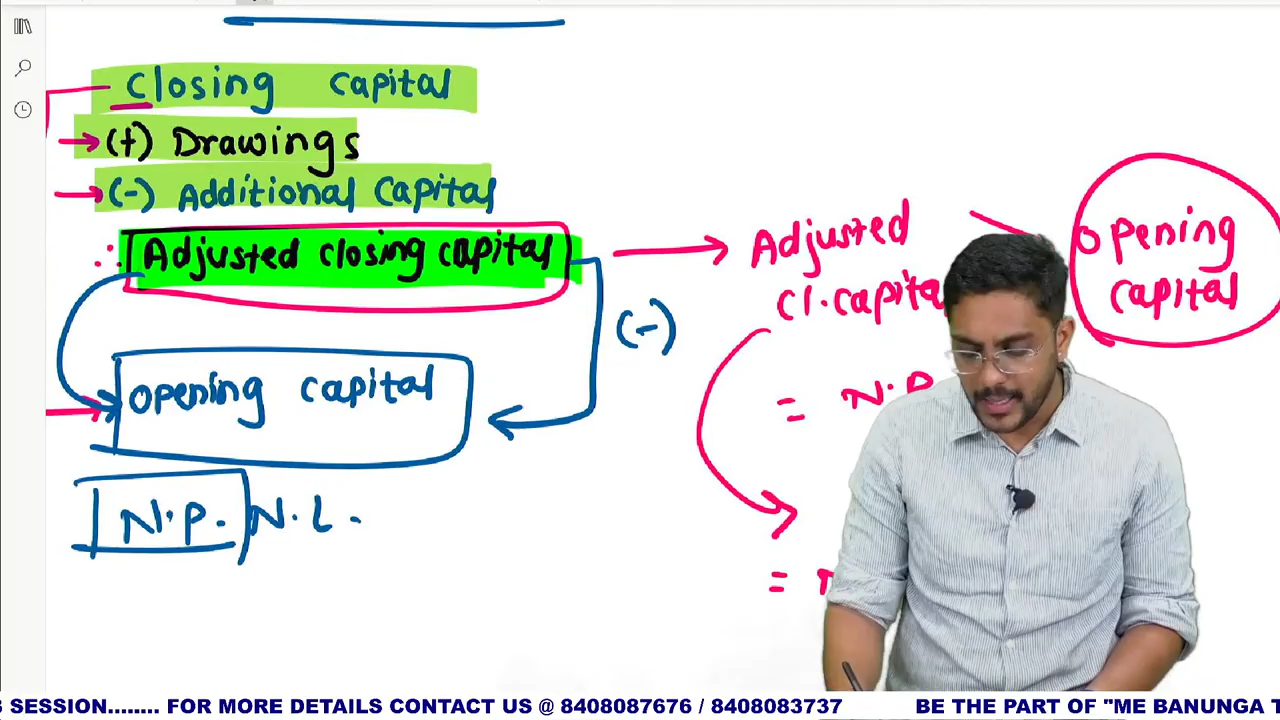 Closing Capital
→ (+) Drawings
→ (-) Additional Capital
∴ Adjusted closing capital
(-)
opening capital
N.P. N.L.
Adjusted
cl. capital
opening
capital
= N.P
=
S SESSION........ FOR MORE DETAILS CONTACT US @ 8408087676 / 8408083737 BE THE PART OF "ME BANUNGA T